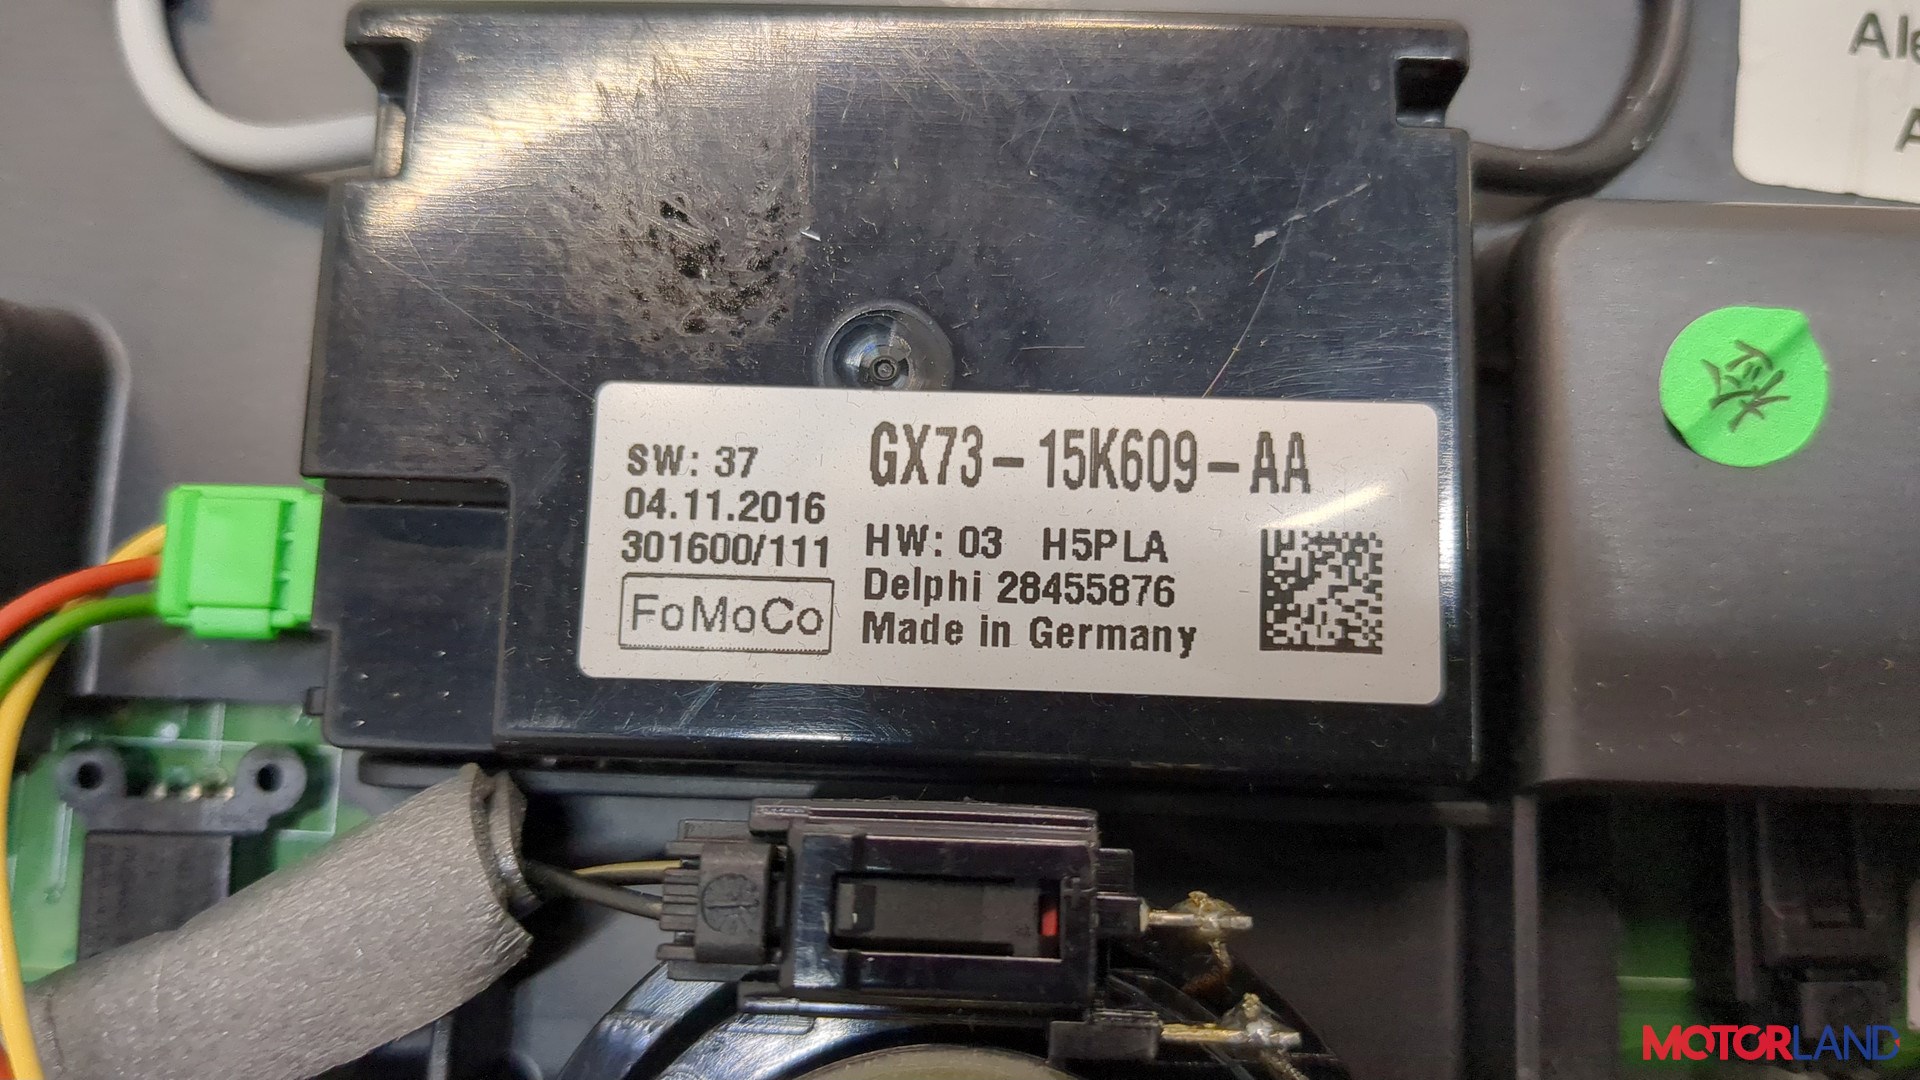 Ale
A
SW: 37
04.11.2016
301600/111
FoMoCo
GX73-15K609-AA
HW: 03 H5PLA
Delphi 28455876
Made in Germany
MOTORLAND